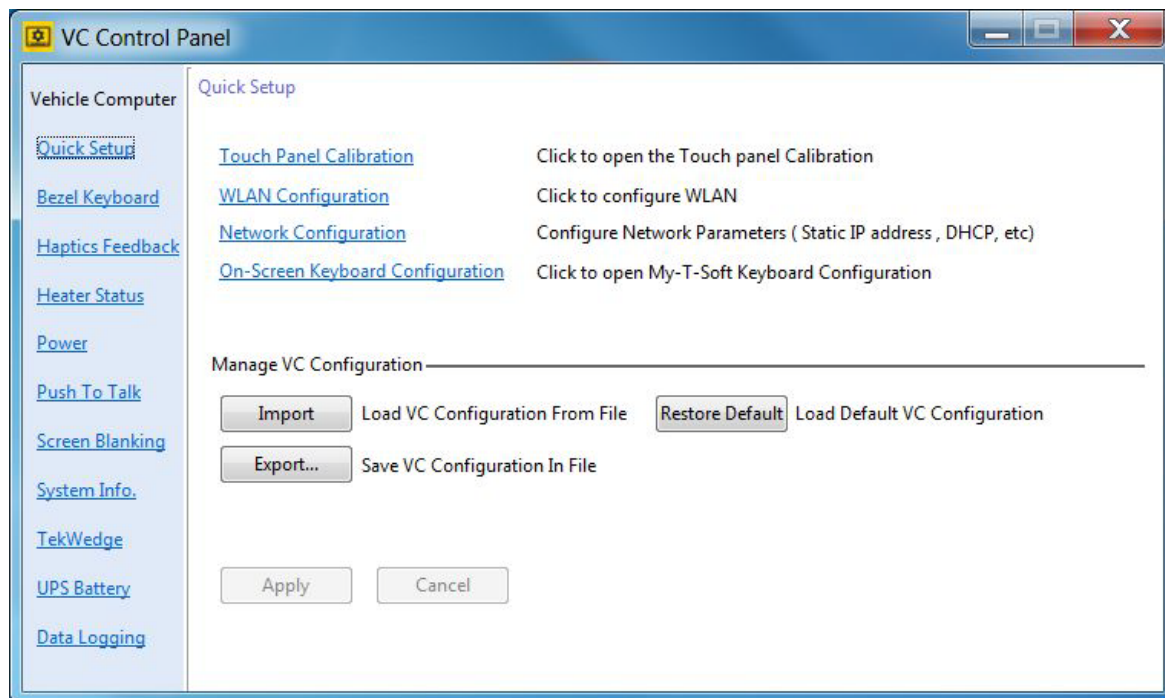 VC Control Panel
Vehicle Computer
Quick Setup
Bezel Keyboard
Haptics Feedback
Heater Status
Power
Push To Talk
Screen Blanking
System Info.
TekWedge
UPS Battery
Data Logging
Quick Setup
Touch Panel Calibration Click to open the Touch panel Calibration
WLAN Configuration Click to configure WLAN
Network Configuration Configure Network Parameters ( Static IP address , DHCP, etc)
On-Screen Keyboard Configuration Click to open My-T-Soft Keyboard Configuration
Manage VC Configuration
Import Load VC Configuration From File Restore Default Load Default VC Configuration
Export... Save VC Configuration In File
Apply Cancel